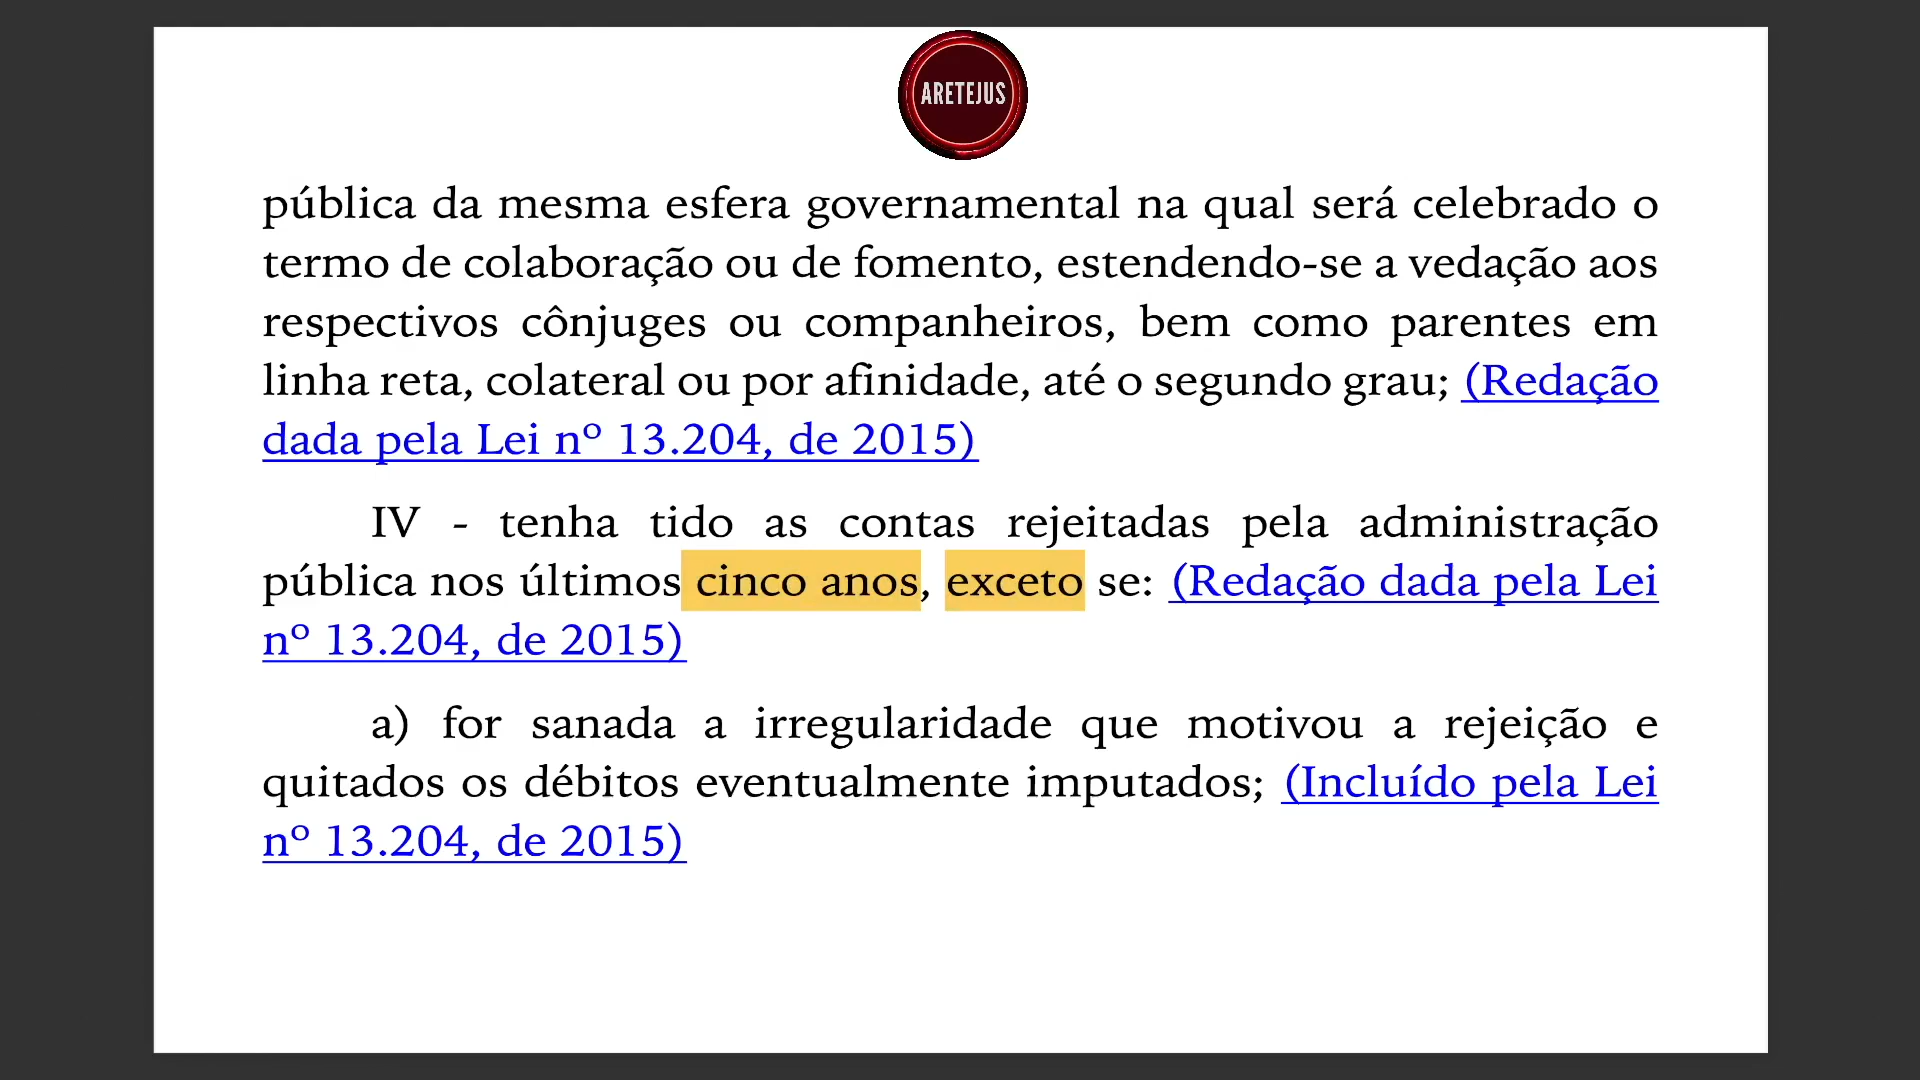 ARETEJUS
pública da mesma esfera governamental na qual será celebrado o
termo de colaboração ou de fomento, estendendo-se a vedação aos
respectivos cônjuges ou companheiros, bem como parentes em
linha reta, colateral ou por afinidade, até o segundo grau; (Redação
dada pela Lei nº 13.204, de 2015)
IV - tenha tido as contas rejeitadas pela administração
pública nos últimos cinco anos, exceto se: (Redação dada pela Lei
nº 13.204, de 2015)
a) for sanada a irregularidade que motivou a rejeição e
quitados os débitos eventualmente imputados; (Incluído pela Lei
nº 13.204, de 2015)